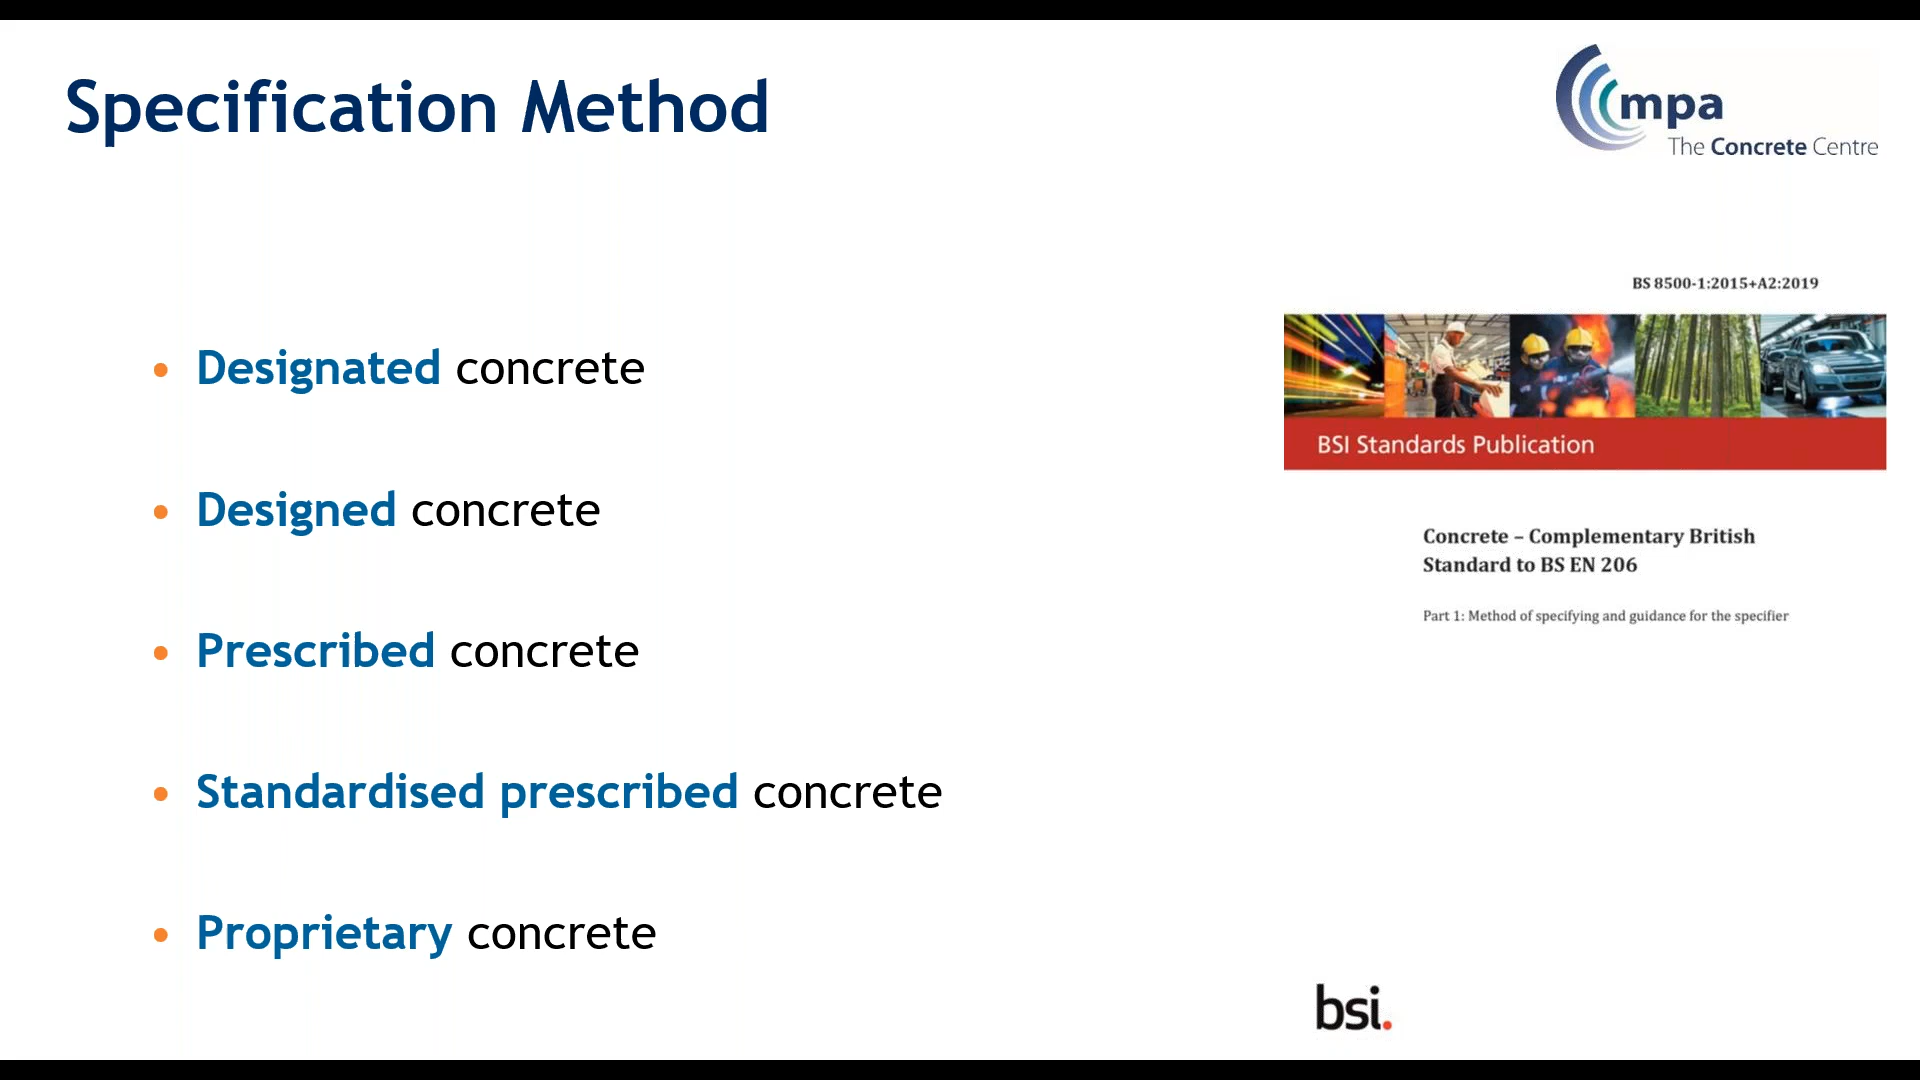 Specification Method
mpa
The Concrete Centre
BS 8500-1:2015+A2:2019
BSI Standards Publication
• Designated concrete
• Designed concrete
Concrete – Complementary British
Standard to BS EN 206
Part 1: Method of specifying and guidance for the specifier
• Prescribed concrete
• Standardised prescribed concrete
• Proprietary concrete
bsi.